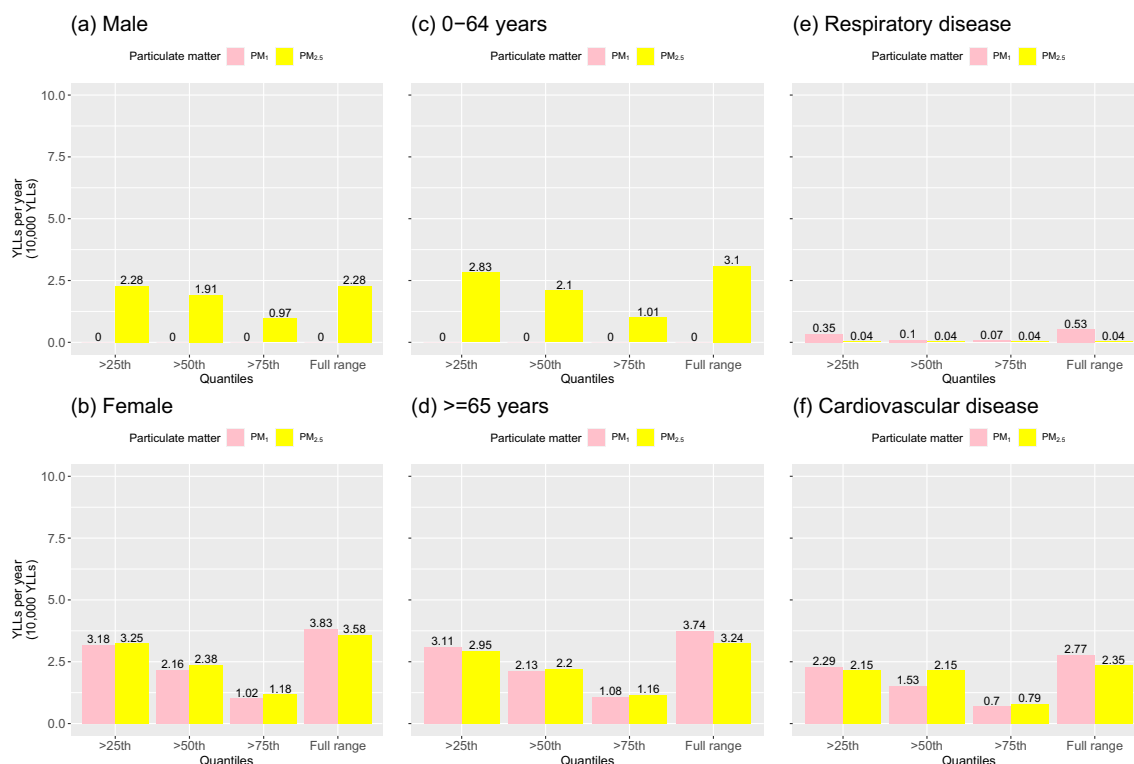 (a) Male
Particulate matter PM₁ PM₂.₅
YLLs per year
(10,000 YLLs)
10.0
7.5
5.0
2.5
0.0
0 2.28 0 1.91 0 0.97 0 2.28
>25th >50th >75th Full range
Quantiles
(c) 0−64 years
Particulate matter PM₁ PM₂.₅
0 2.83 0 2.1 0 1.01 0 3.1
>25th >50th >75th Full range
Quantiles
(e) Respiratory disease
Particulate matter PM₁ PM₂.₅
0.35 0.04 0.1 0.04 0.07 0.04 0.53 0.04
>25th >50th >75th Full range
Quantiles
(b) Female
Particulate matter PM₁ PM₂.₅
YLLs per year
(10,000 YLLs)
10.0
7.5
5.0
2.5
0.0
3.18 3.25 2.16 2.38 1.02 1.18 3.83 3.58
>25th >50th >75th Full range
Quantiles
(d) >=65 years
Particulate matter PM₁ PM₂.₅
3.11 2.95 2.13 2.2 1.08 1.16 3.74 3.24
>25th >50th >75th Full range
Quantiles
(f) Cardiovascular disease
Particulate matter PM₁ PM₂.₅
2.29 2.15 1.53 2.15 0.7 0.79 2.77 2.35
>25th >50th >75th Full range
Quantiles